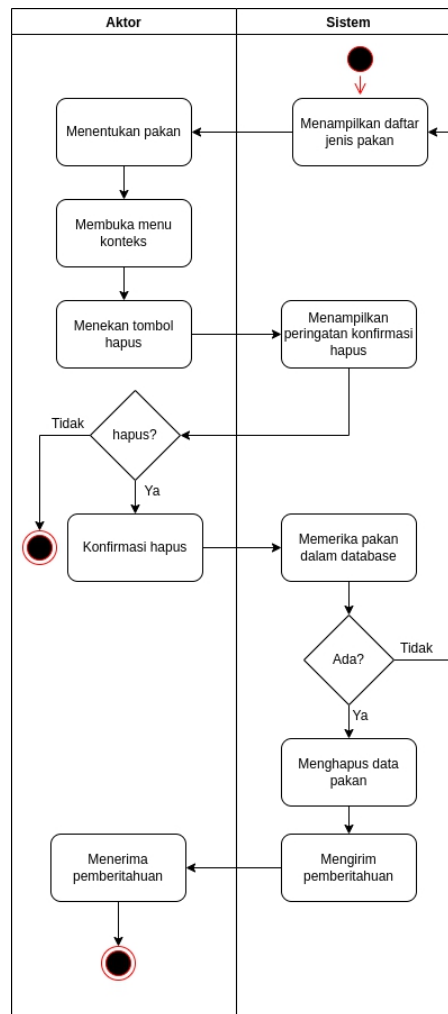 Aktor
Sistem
Menampilkan daftar
jenis pakan
Menentukan pakan
Membuka menu
konteks
Menekan tombol
hapus
Menampilkan
peringatan konfirmasi
hapus
hapus?
Tidak
Ya
Konfirmasi hapus
Memerika pakan
dalam database
Ada?
Tidak
Ya
Menghapus data
pakan
Mengirim
pemberitahuan
Menerima
pemberitahuan